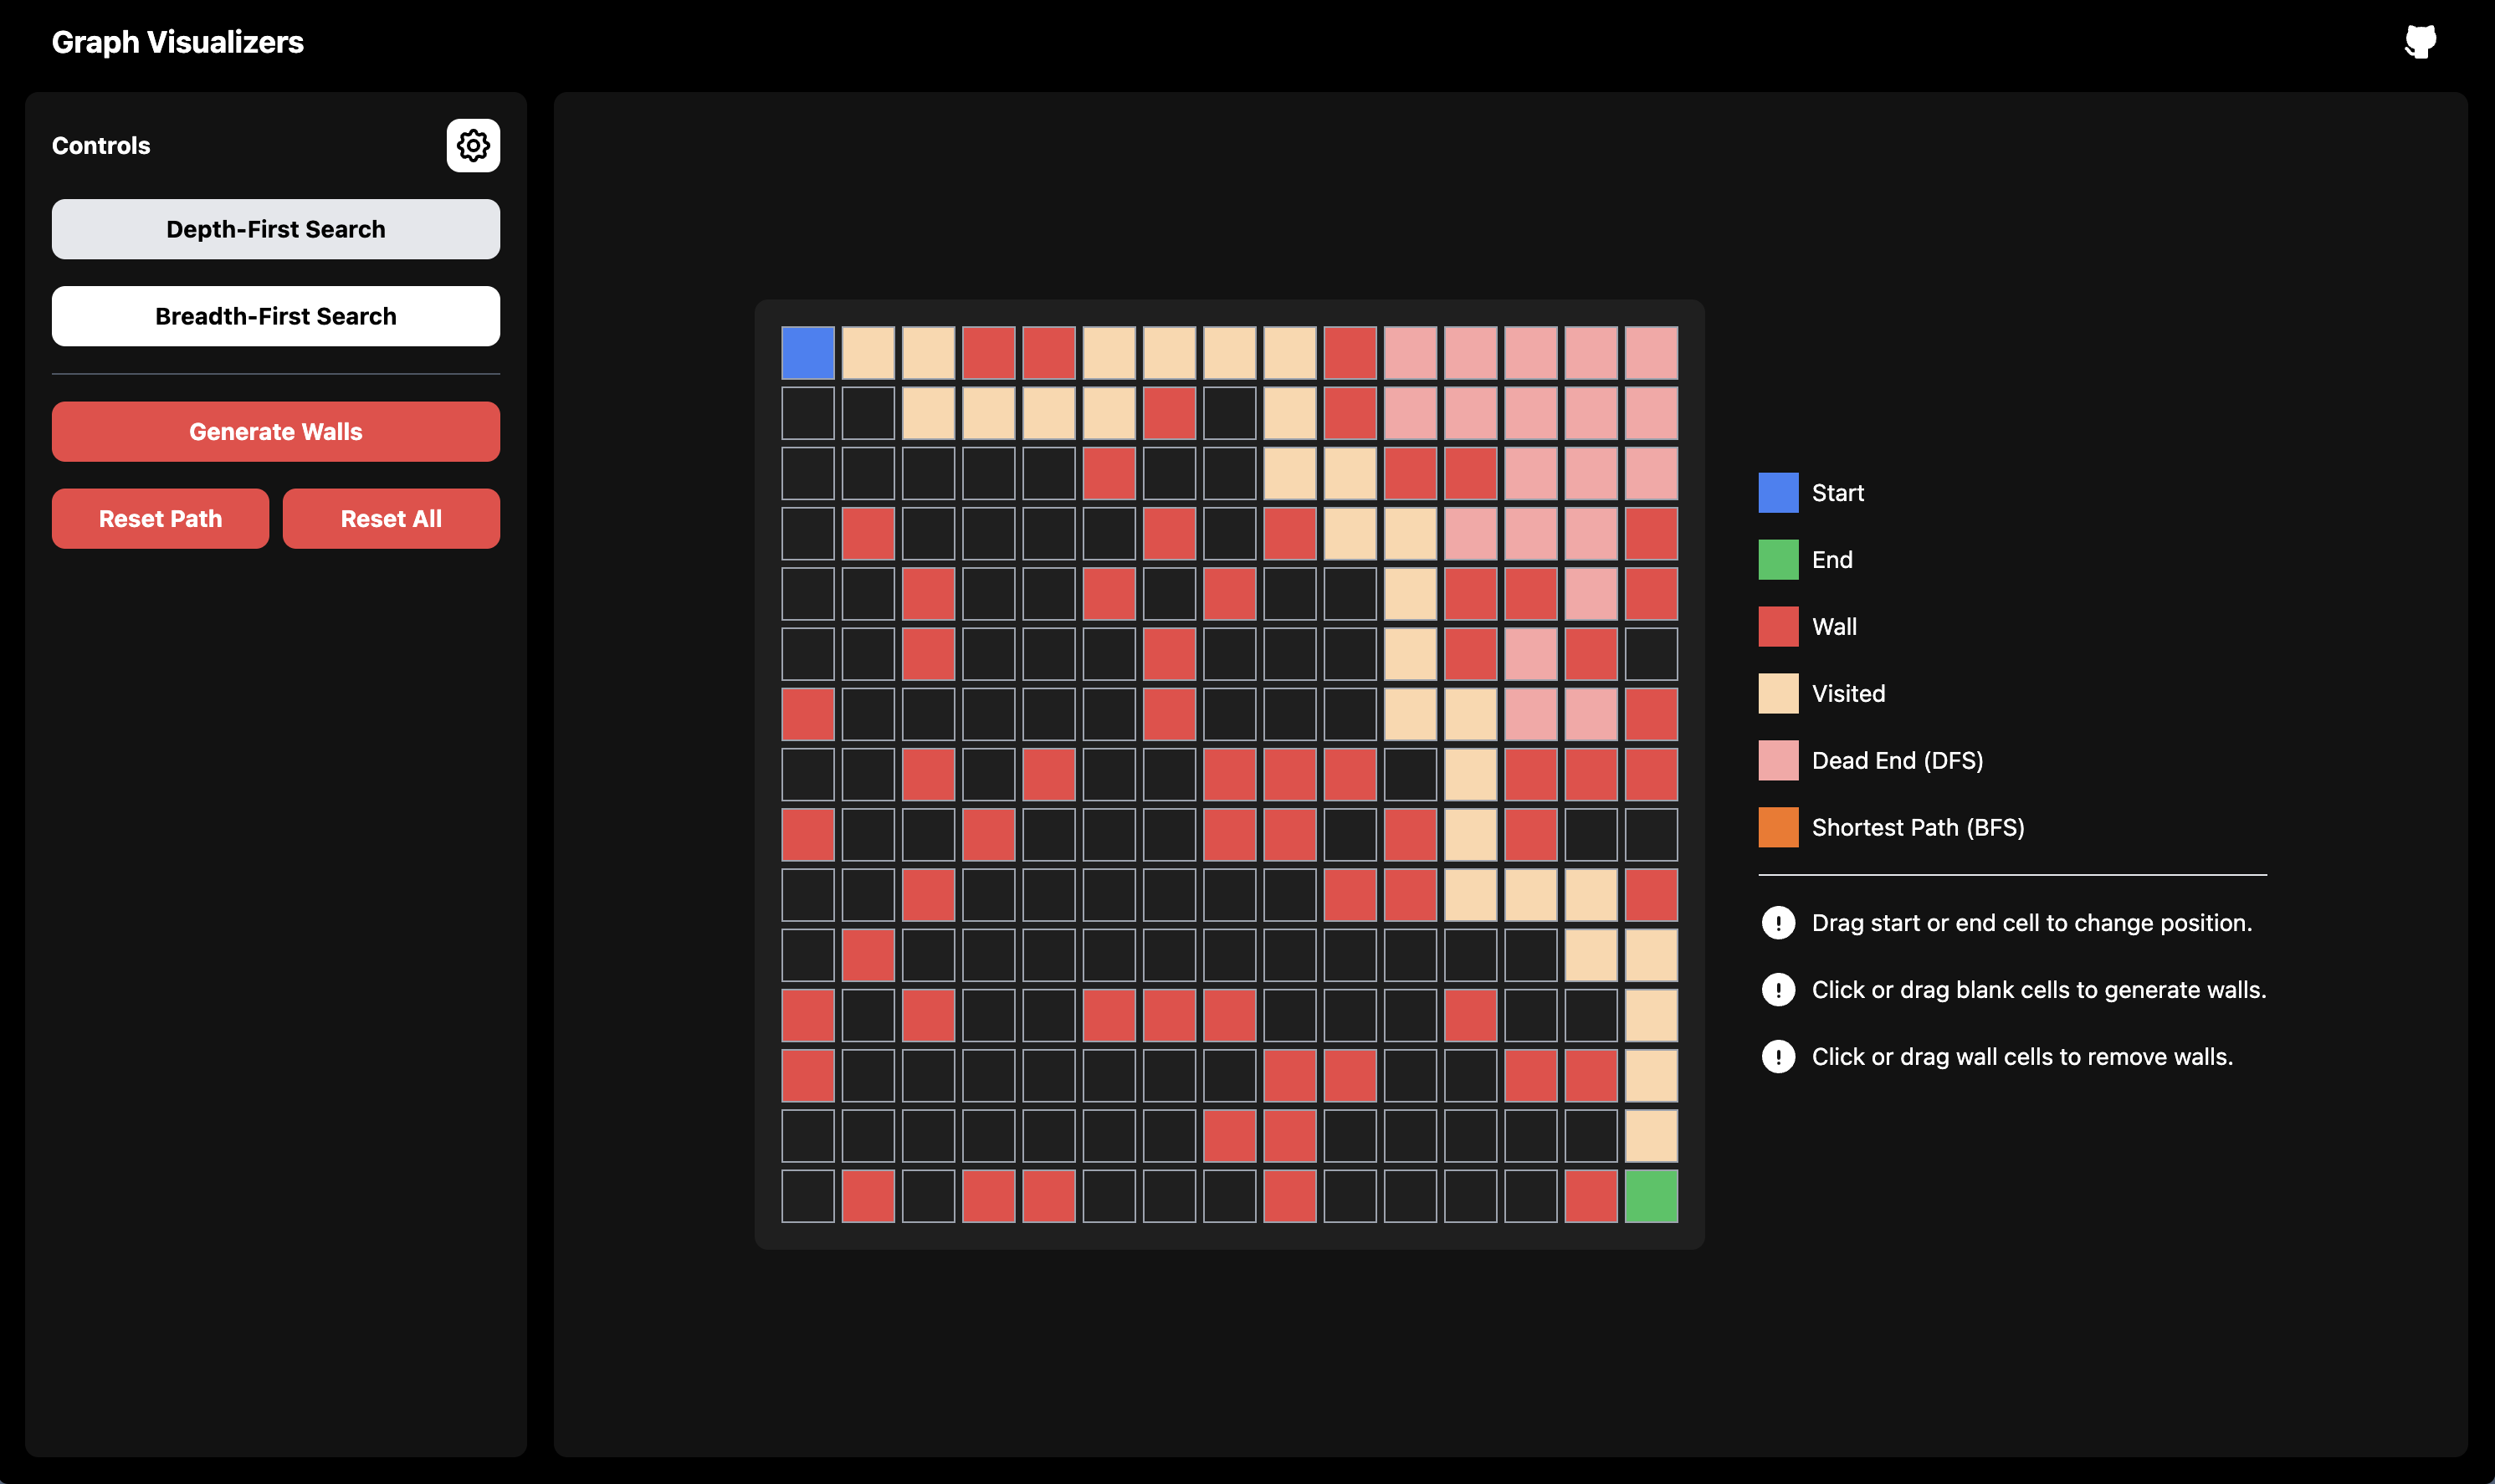 Graph Visualizers
Controls
Depth-First Search
Breadth-First Search
Generate Walls
Reset Path
Reset All
Start
End
Wall
Visited
Dead End (DFS)
Shortest Path (BFS)
Drag start or end cell to change position.
Click or drag blank cells to generate walls.
Click or drag wall cells to remove walls.